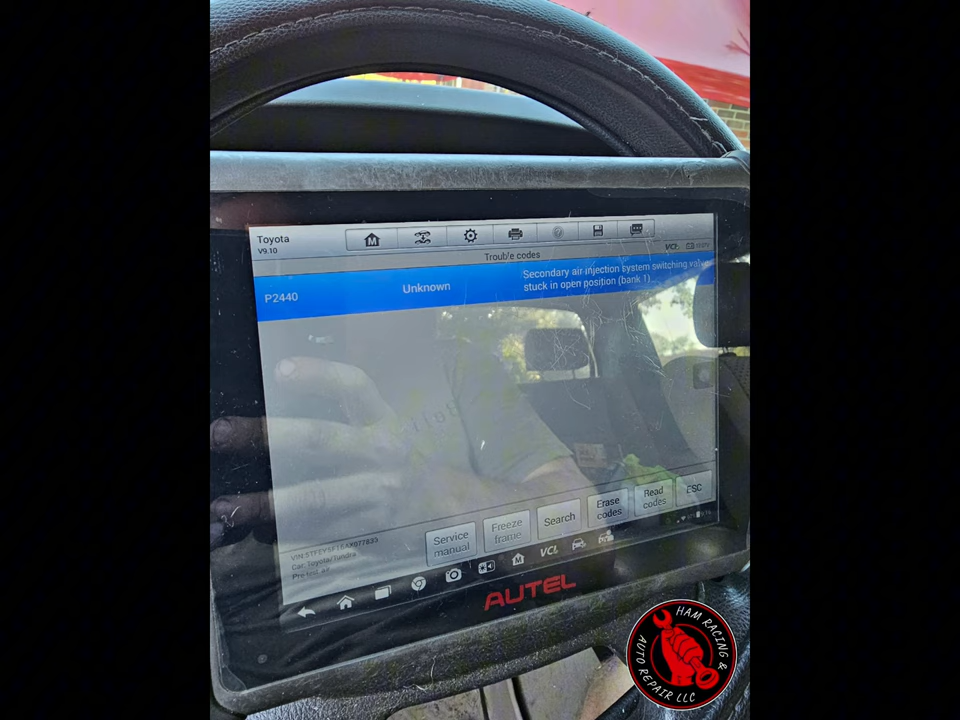 Toyota
V9.10
VCI
Trouble codes
P2440
Unknown
Secondary air injection system switching valve
stuck in open position (bank 1)
Service
manual
Freeze
frame
Search
Erase
codes
Read
codes
ESC
Car: Toyota/Tundra
VCI
AUTEL
HAM RACING &
AUTO REPAIR LLC